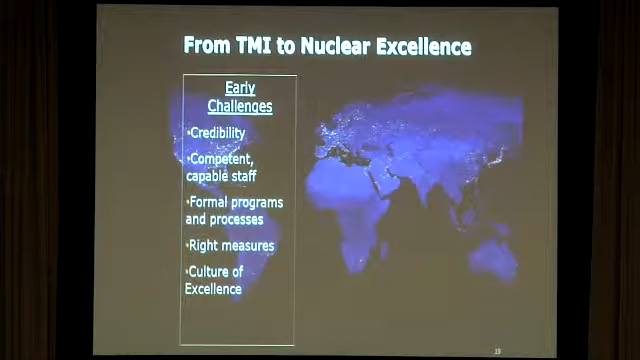 From TMI to Nuclear Excellence
Early
Challenges
•Credibility
•Competent,
capable staff
•Formal programs
and processes
•Right measures
•Culture of
Excellence
19